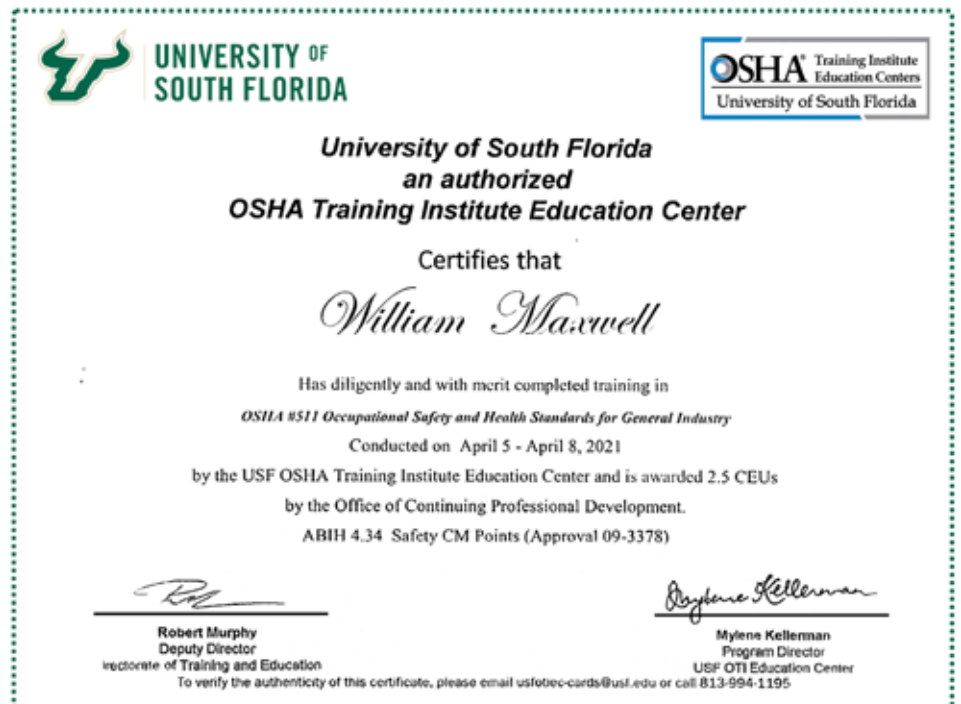 UNIVERSITY OF
SOUTH FLORIDA
OSHA® Training Institute
Education Centers
University of South Florida
University of South Florida
an authorized
OSHA Training Institute Education Center
Certifies that
William Maxwell
Has diligently and with merit completed training in
OSHA #511 Occupational Safety and Health Standards for General Industry
Conducted on April 5 - April 8, 2021
by the USF OSHA Training Institute Education Center and is awarded 2.5 CEUs
by the Office of Continuing Professional Development.
ABIH 4.34 Safety CM Points (Approval 09-3378)
Mylene Kellerman
Robert Murphy
Deputy Director
irectorate of Training and Education
Mylene Kellerman
Program Director
USF OTI Education Center
To verify the authenticity of this certificate, please email usfotiec-cards@usf.edu or call 813-994-1195